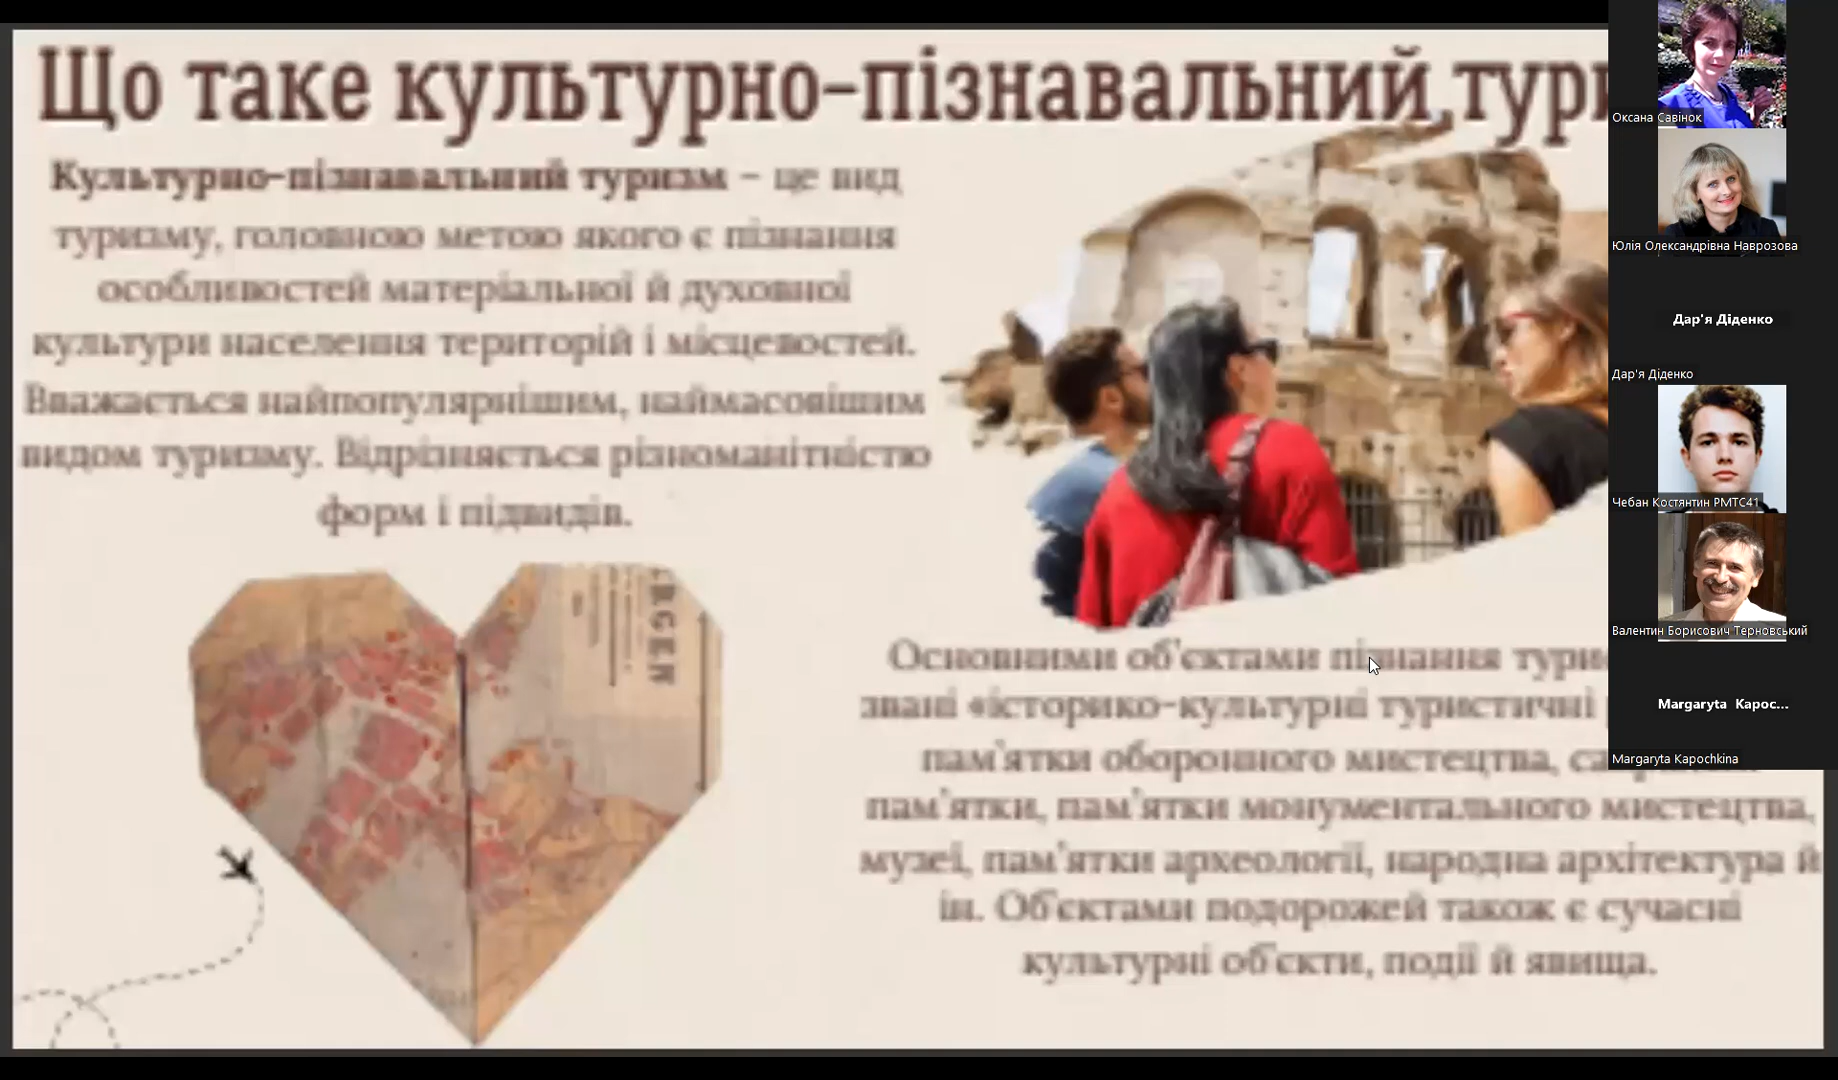 Що таке культурно-пізнавальний
Культурно-пізнавальний туризм – це вид
туризму, головною метою якого є пізнання
особливостей матеріальної й духовної
культури населення територій і місцевостей.
Вважається найпопулярнішим, наймасовішим
видом туризму. Відрізняється різноманітністю
форм і підвидів.
Основними об'єктами пізнання
звані «історико-культурні туристичні
пам'ятки оборонного мистецтва,
пам'ятки, пам'ятки монументального мистецтва,
музеї, пам'ятки археології, народна архітектура й
ін. Об'єктами подорожей також є сучасні
культурні об'єкти, події й явища.
Оксана Савінок
Юлія Олександрівна Наврозова
Дар'я Діденко
Дар'я Діденко
Чебан Костянтин РМТС41
Валентин Борисович Терновський
Margaryta Kapoc...
Margaryta Kapochkina